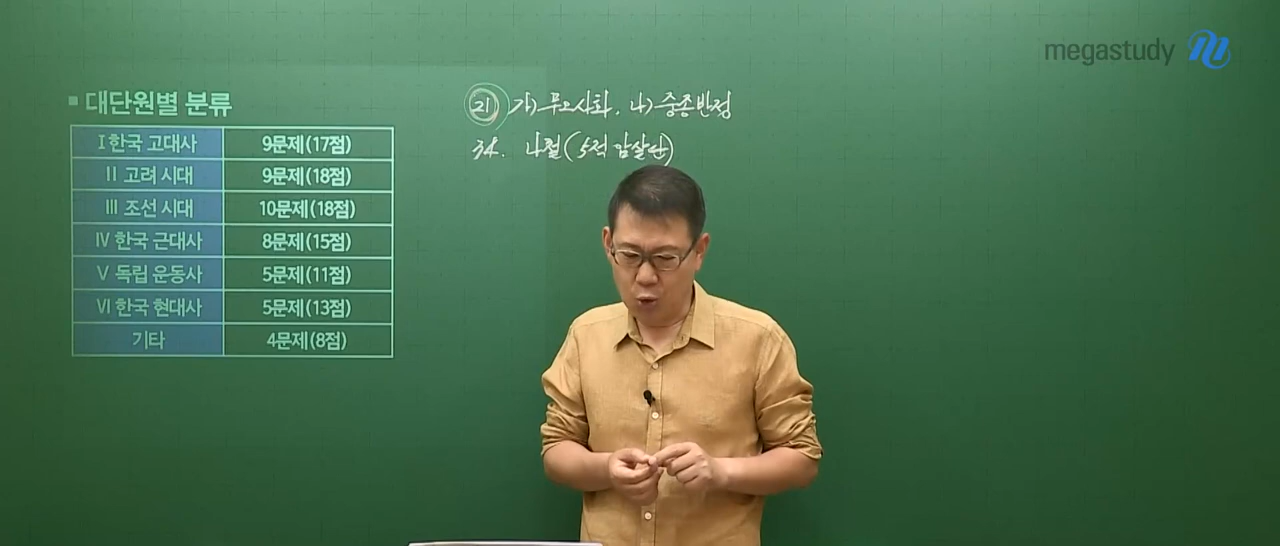 megastudy
대단원별 분류
I 한국 고대사 9문제(17점)
II 고려 시대 9문제(18점)
III 조선 시대 10문제(18점)
IV 한국 근대사 8문제(15점)
V 독립 운동사 5문제(11점)
VI 한국 현대사 5문제(13점)
기타 4문제(8점)
21 가) 무오사화, 나) 중종반정
34. 나철(5적 암살단)